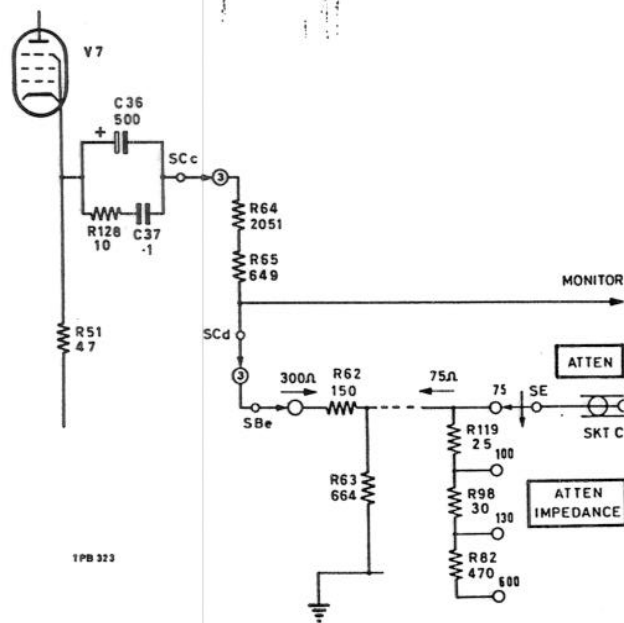 V7
C36
500
+
SCc
3
R128
10
C37
·1
R64
2051
R65
649
MONITOR
R51
47
SCd
3
ATTEN
300Ω
R62
150
75Ω
75
SE
SBe
SKT C
R119
25
100
R63
664
R98
30
ATTEN
IMPEDANCE
130
R82
470
600
TPB 323